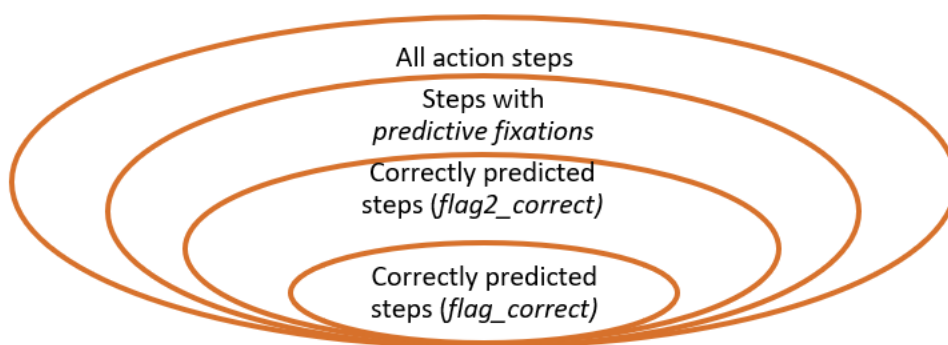 All action steps
Steps with
predictive fixations
Correctly predicted
steps (flag2_correct)
Correctly predicted
steps (flag_correct)